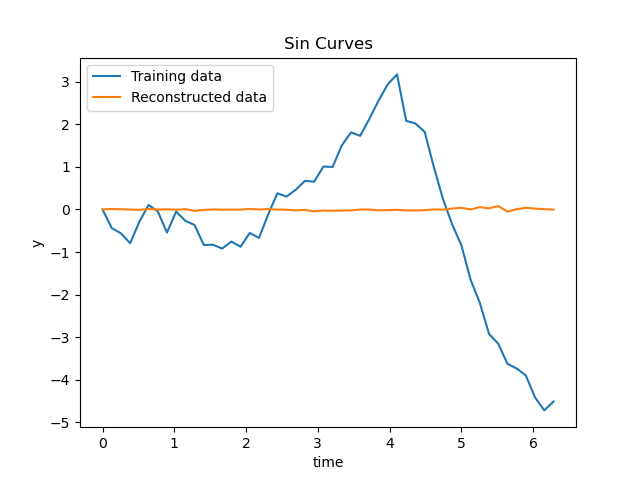 Sin Curves
Training data
Reconstructed data
3
2
1
0
−1
−2
−3
−4
−5
y
0 1 2 3 4 5 6
time